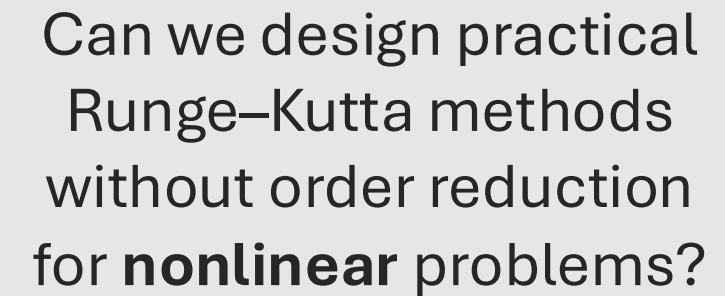 Can we design practical
Runge–Kutta methods
without order reduction
for nonlinear problems?